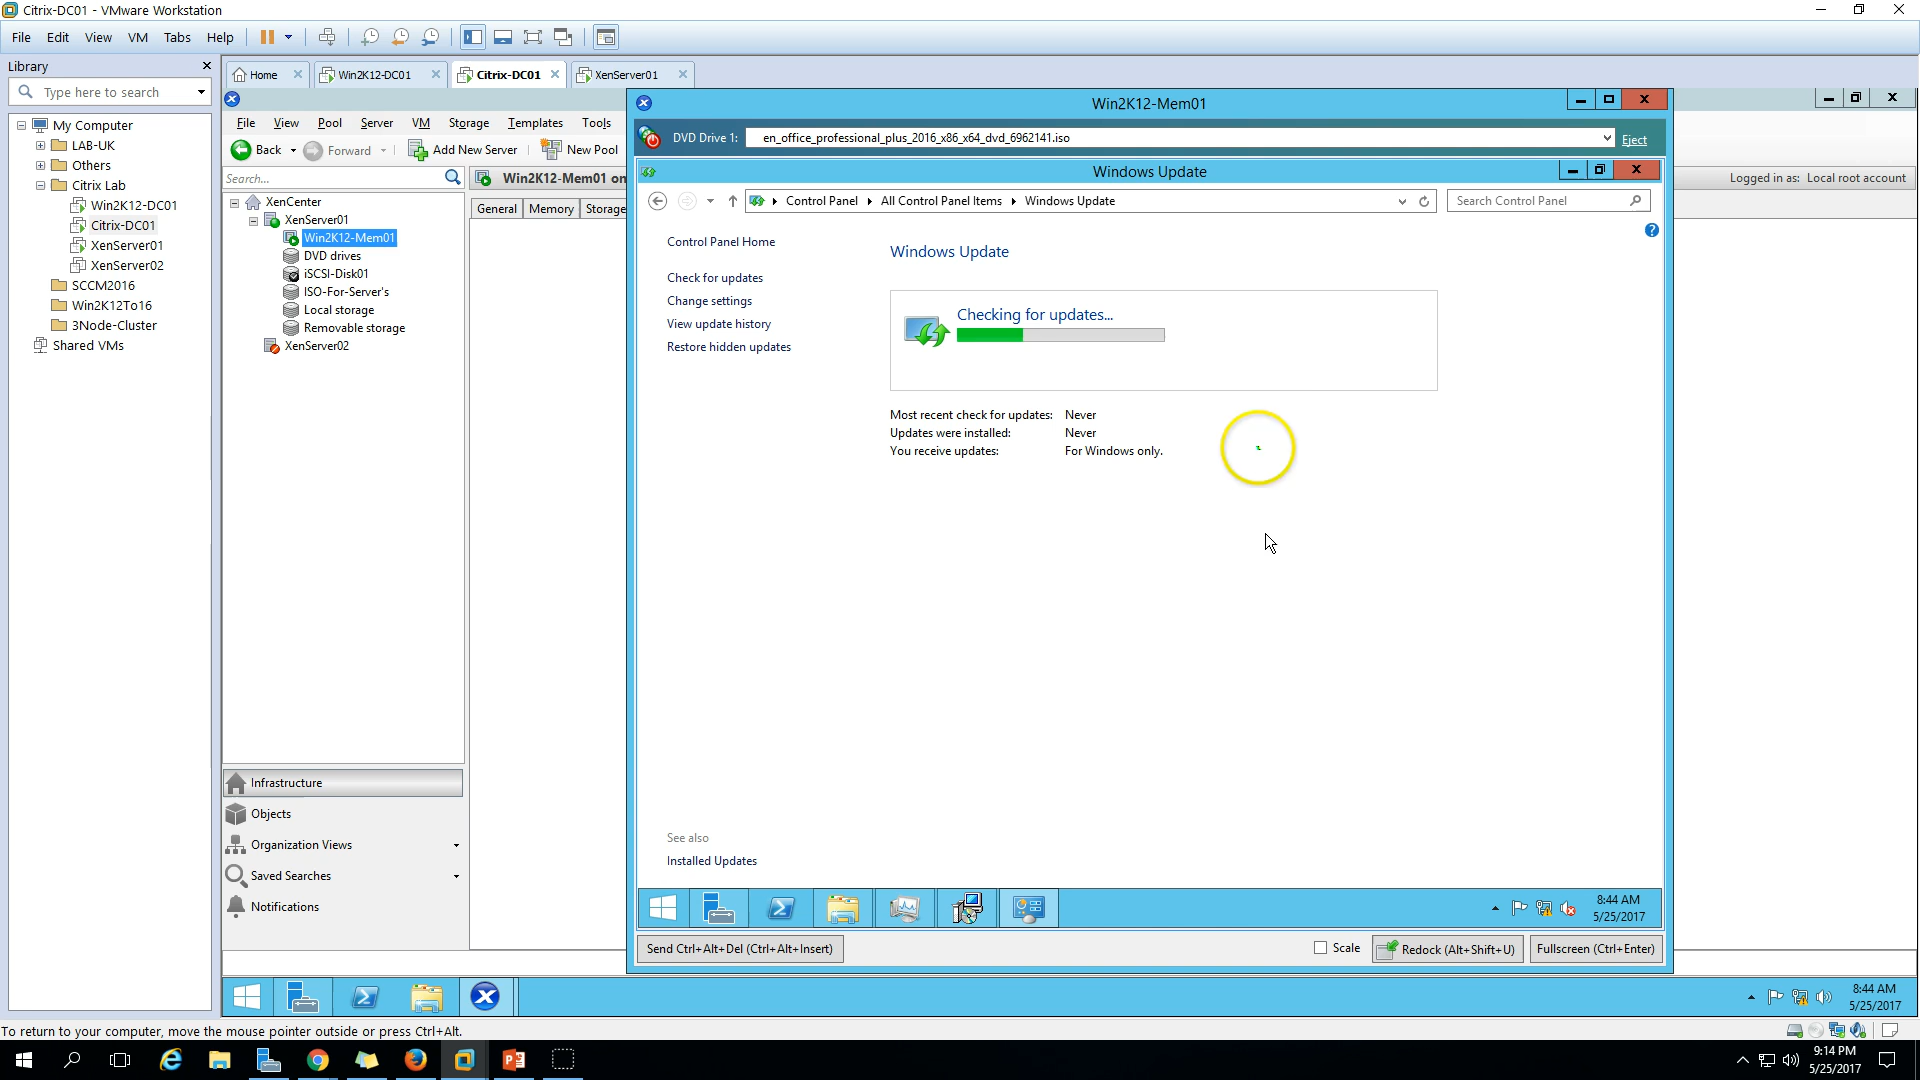 Citrix-DC01 - VMware Workstation
File Edit View VM Tabs Help
Library
Type here to search
My Computer
LAB-UK
Others
Citrix Lab
Win2K12-DC01
Citrix-DC01
XenServer01
XenServer02
SCCM2016
Win2K12To16
3Node-Cluster
Shared VMs
Home
Win2K12-DC01
Citrix-DC01
XenServer01
File View Pool Server VM Storage Templates Tools
Back Forward Add New Server New Pool
Search...
Win2K12-Mem01 on
Logged in as: Local root account
General Memory Storage
XenCenter
XenServer01
Win2K12-Mem01
DVD drives
iSCSI-Disk01
ISO-For-Server's
Local storage
Removable storage
XenServer02
Infrastructure
Objects
Organization Views
Saved Searches
Notifications
Win2K12-Mem01
DVD Drive 1: en_office_professional_plus_2016_x86_x64_dvd_6962141.iso Eject
Windows Update
Control Panel All Control Panel Items Windows Update
Search Control Panel
Control Panel Home
Check for updates
Change settings
View update history
Restore hidden updates
Windows Update
Checking for updates...
Most recent check for updates: Never
Updates were installed: Never
You receive updates: For Windows only.
See also
Installed Updates
8:44 AM
5/25/2017
Send Ctrl+Alt+Del (Ctrl+Alt+Insert)
Scale
Redock (Alt+Shift+U)
Fullscreen (Ctrl+Enter)
8:44 AM
5/25/2017
To return to your computer, move the mouse pointer outside or press Ctrl+Alt.
9:14 PM
5/25/2017